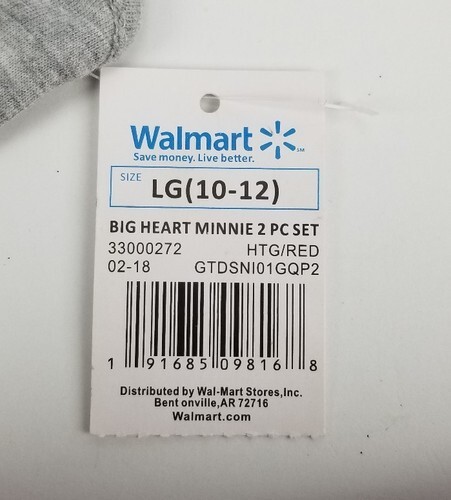 Walmart
SM
Save money. Live better.
SIZE LG(10-12)
BIG HEART MINNIE 2 PC SET
33000272 HTG/RED
02-18 GTDSNI01GQP2
1 91685 09816 8
Distributed by Wal-Mart Stores,Inc.
Bent onville,AR 72716
Walmart.com